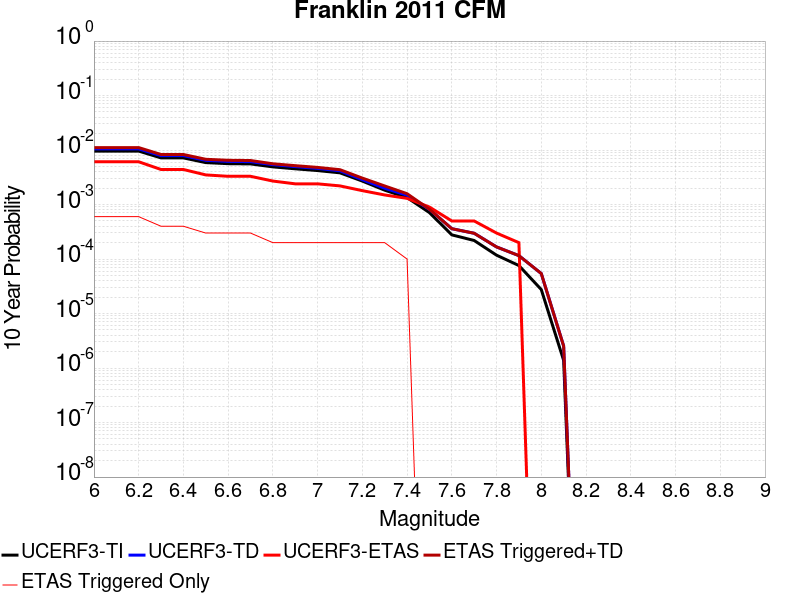 Franklin 2011 CFM
10 Year Probability
10^0
10^-1
10^-2
10^-3
10^-4
10^-5
10^-6
10^-7
10^-8
6 6.2 6.4 6.6 6.8 7 7.2 7.4 7.6 7.8 8 8.2 8.4 8.6 8.8 9
Magnitude
UCERF3-TI UCERF3-TD UCERF3-ETAS ETAS Triggered+TD
ETAS Triggered Only